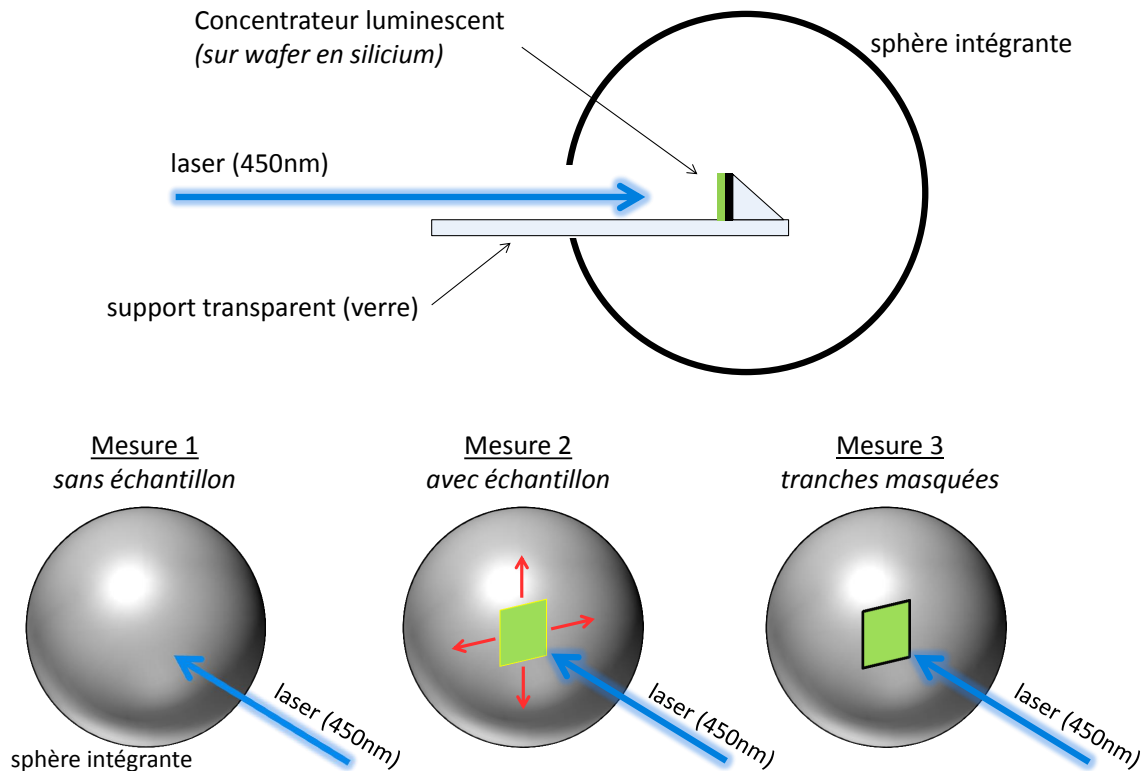 Concentrateur luminescent
(sur wafer en silicium)
sphère intégrante
laser (450nm)
support transparent (verre)
Mesure 1
sans échantillon
Mesure 2
avec échantillon
Mesure 3
tranches masquées
laser (450nm)
laser (450nm)
laser (450nm)
sphère intégrante